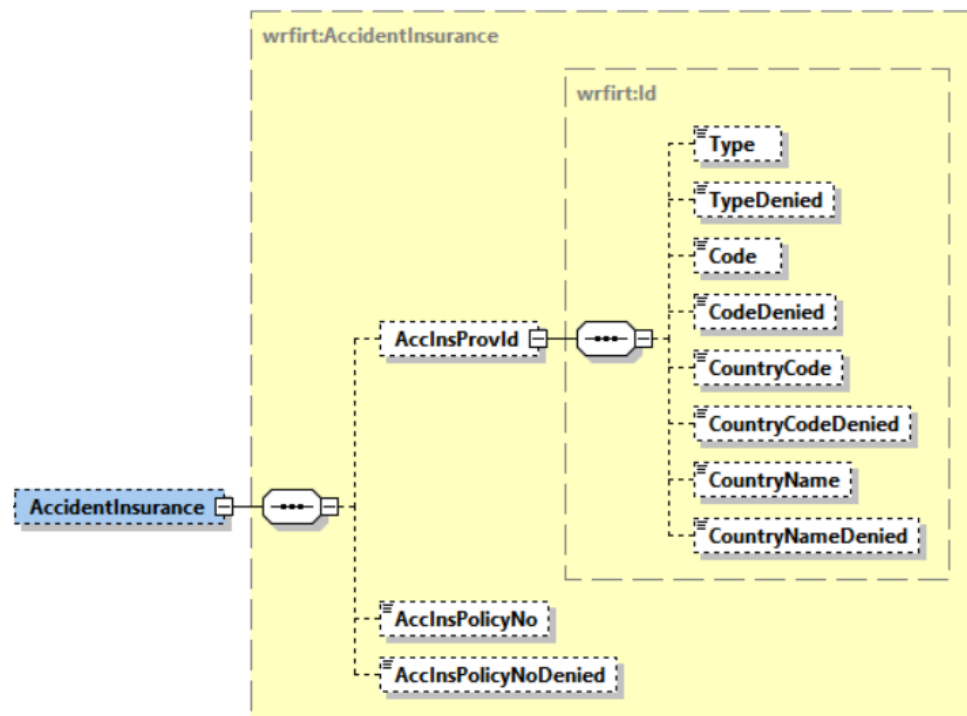 wrfirt:AccidentInsurance
wrfirt:Id
Type
TypeDenied
Code
CodeDenied
AccInsProvId
CountryCode
CountryCodeDenied
CountryName
AccidentInsurance
CountryNameDenied
AccInsPolicyNo
AccInsPolicyNoDenied